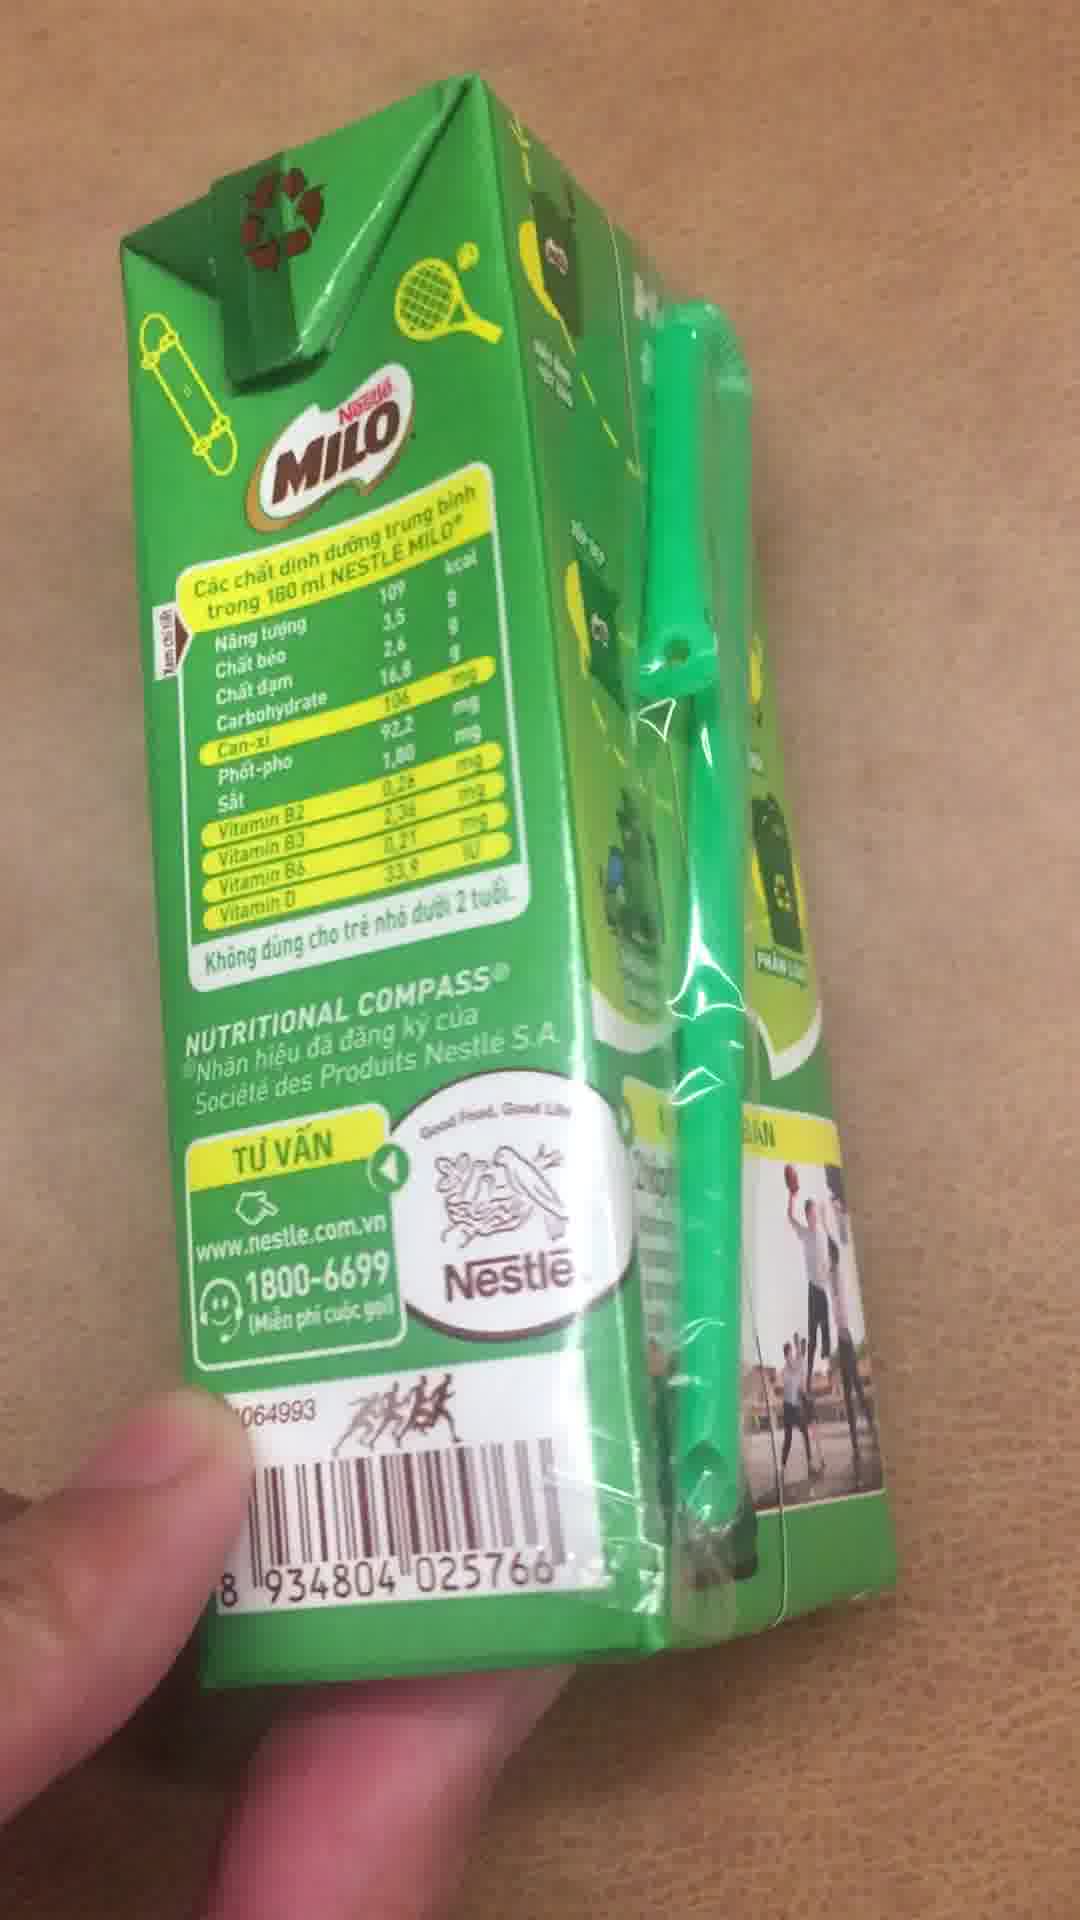 Nestlé
MILO
Các chất dinh dưỡng trung bình
trong 180 ml NESTLÉ MILO®
Xem chi tiết
Năng lượng 109 kcal
Chất béo 3,5 g
Chất đạm 2,6 g
Carbohydrate 16,8 g
Can-xi 106 mg
Phốt-pho 92,2 mg
Sắt 1,80 mg
Vitamin B2 0,26 mg
Vitamin B3 2,36 mg
Vitamin B6 0,21 mg
Vitamin D 33,9 IU
Không dùng cho trẻ nhỏ dưới 2 tuổi.
NUTRITIONAL COMPASS®
®Nhãn hiệu đã đăng ký của
Société des Produits Nestlé S.A.
TƯ VẤN
www.nestle.com.vn
1800-6699
(Miễn phí cuộc gọi)
Good Food, Good Life
Nestlé
064993
8 934804 025766
PHÂN LOẠI